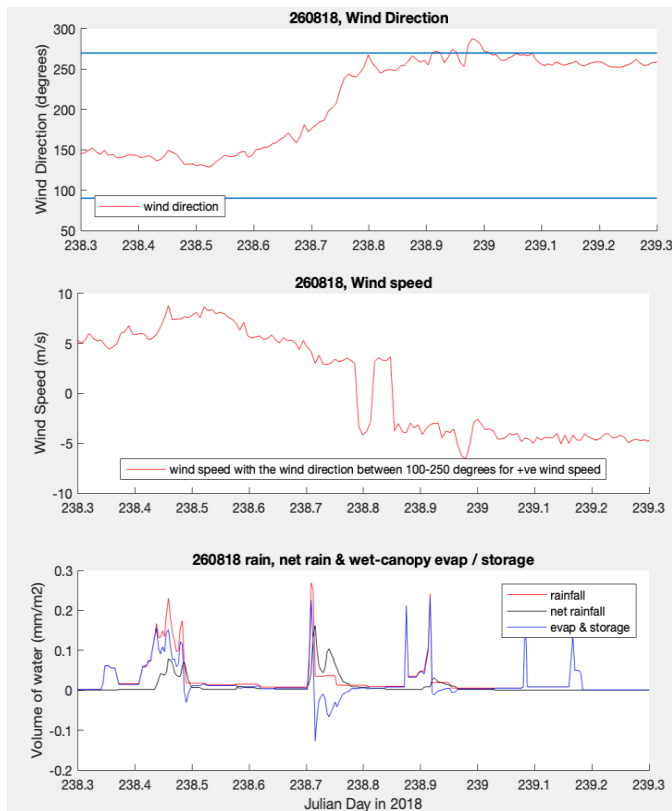 260818, Wind Direction
300
250
200
150
100
50
Wind Direction (degrees)
wind direction
238.3 238.4 238.5 238.6 238.7 238.8 238.9 239 239.1 239.2 239.3
260818, Wind speed
10
5
0
-5
-10
Wind Speed (m/s)
wind speed with the wind direction between 100-250 degrees for +ve wind speed
238.3 238.4 238.5 238.6 238.7 238.8 238.9 239 239.1 239.2 239.3
260818 rain, net rain & wet-canopy evap / storage
0.3
0.2
0.1
0
-0.1
-0.2
Volume of water (mm/m2)
rainfall
net rainfall
evap & storage
238.3 238.4 238.5 238.6 238.7 238.8 238.9 239 239.1 239.2 239.3
Julian Day in 2018